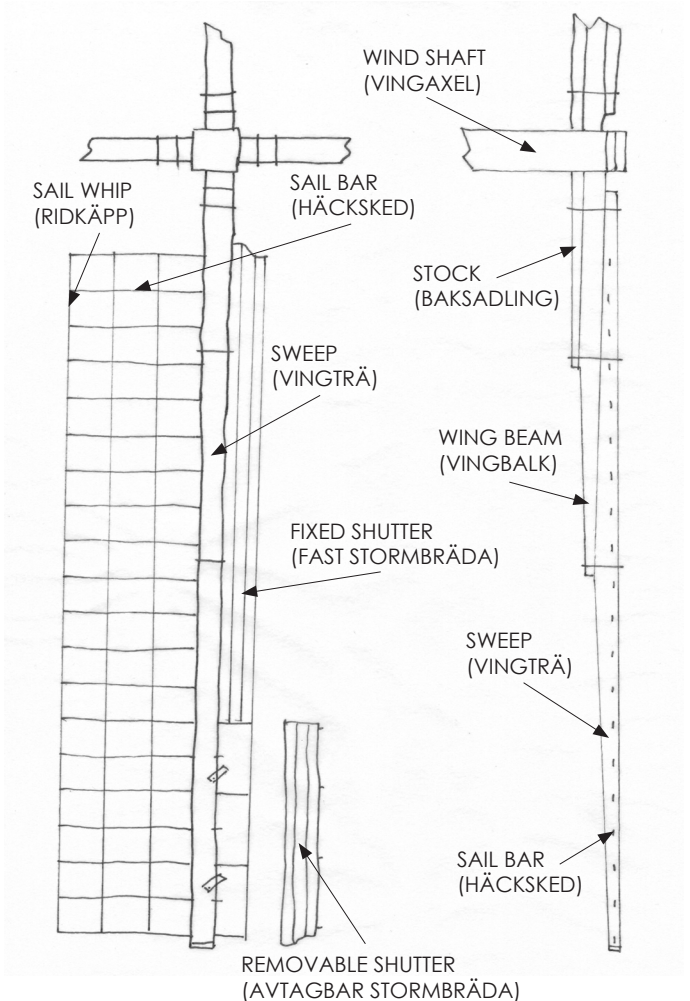 WIND SHAFT
(VINGAXEL)
SAIL WHIP
(RIDKÄPP)
SAIL BAR
(HÄCKSKED)
STOCK
(BAKSADLING)
SWEEP
(VINGTRÄ)
WING BEAM
(VINGBALK)
FIXED SHUTTER
(FAST STORMBRÄDA)
SWEEP
(VINGTRÄ)
SAIL BAR
(HÄCKSKED)
REMOVABLE SHUTTER
(AVTAGBAR STORMBRÄDA)